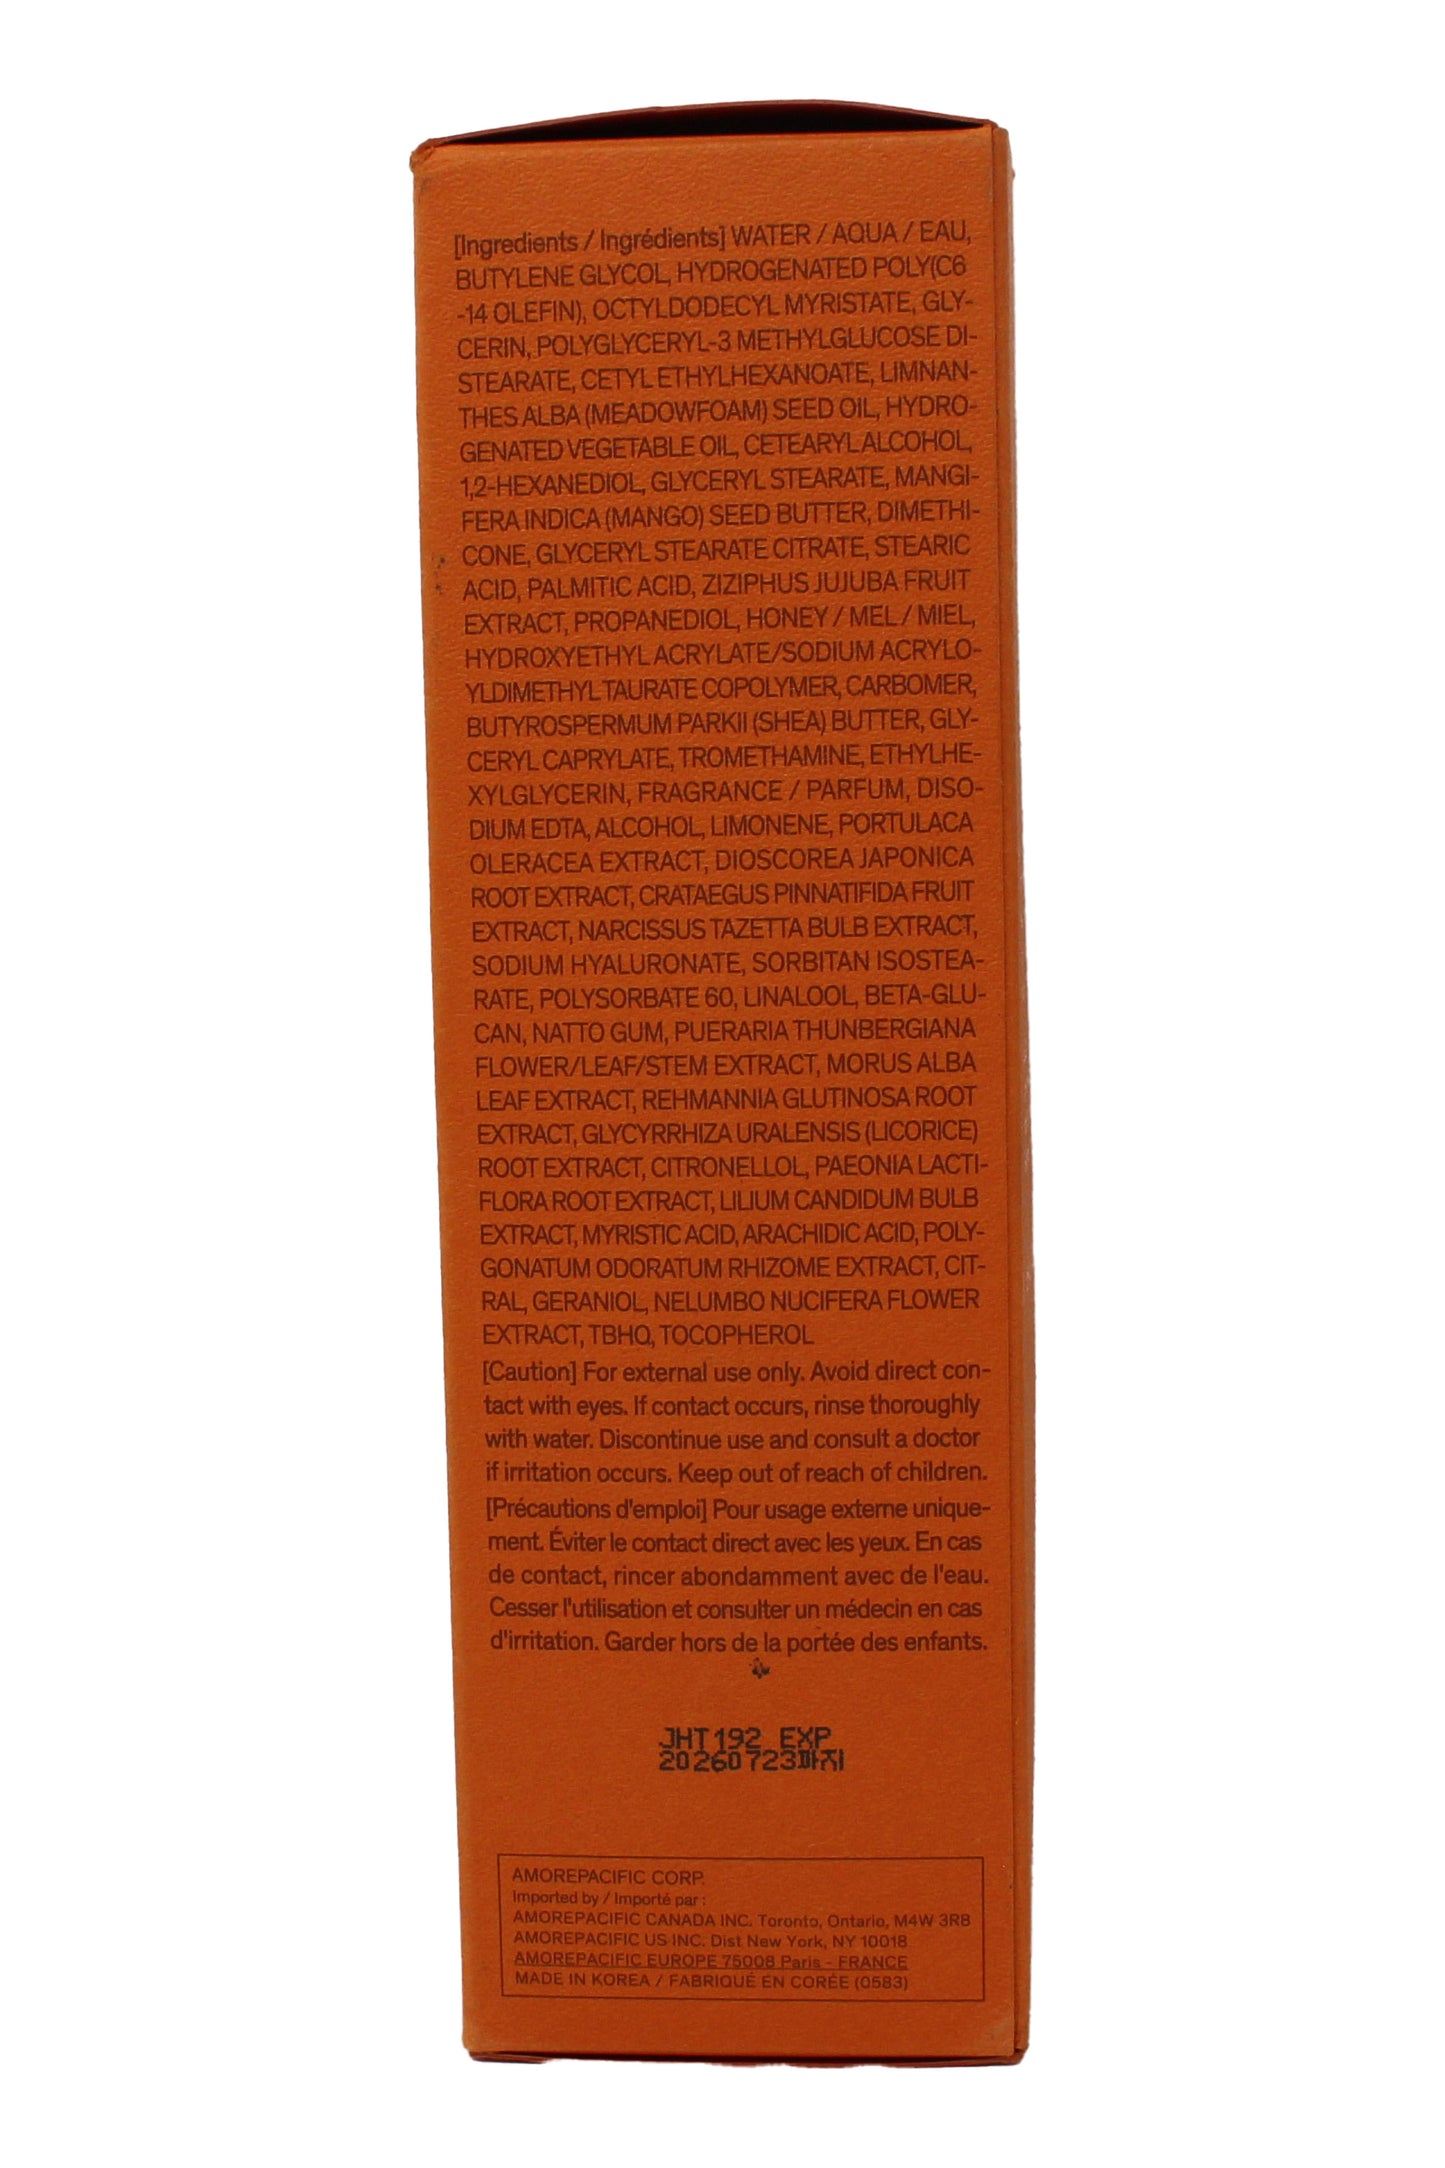 [Ingredients / Ingrédients] WATER / AQUA / EAU,
BUTYLENE GLYCOL, HYDROGENATED POLY(C6
-14 OLEFIN), OCTYLDODECYL MYRISTATE, GLY-
CERIN, POLYGLYCERYL-3 METHYLGLUCOSE DI-
STEARATE, CETYL ETHYLHEXANOATE, LIMNAN-
THES ALBA (MEADOWFOAM) SEED OIL, HYDRO-
GENATED VEGETABLE OIL, CETEARYL ALCOHOL,
1,2-HEXANEDIOL, GLYCERYL STEARATE, MANGI-
FERA INDICA (MANGO) SEED BUTTER, DIMETHI-
CONE, GLYCERYL STEARATE CITRATE, STEARIC
ACID, PALMITIC ACID, ZIZIPHUS JUJUBA FRUIT
EXTRACT, PROPANEDIOL, HONEY / MEL / MIEL,
HYDROXYETHYL ACRYLATE/SODIUM ACRYLO-
YLDIMETHYL TAURATE COPOLYMER, CARBOMER,
BUTYROSPERMUM PARKII (SHEA) BUTTER, GLY-
CERYL CAPRYLATE, TROMETHAMINE, ETHYLHE-
XYLGLYCERIN, FRAGRANCE / PARFUM, DISO-
DIUM EDTA, ALCOHOL, LIMONENE, PORTULACA
OLERACEA EXTRACT, DIOSCOREA JAPONICA
ROOT EXTRACT, CRATAEGUS PINNATIFIDA FRUIT
EXTRACT, NARCISSUS TAZETTA BULB EXTRACT,
SODIUM HYALURONATE, SORBITAN ISOSTEA-
RATE, POLYSORBATE 60, LINALOOL, BETA-GLU-
CAN, NATTO GUM, PUERARIA THUNBERGIANA
FLOWER/LEAF/STEM EXTRACT, MORUS ALBA
LEAF EXTRACT, REHMANNIA GLUTINOSA ROOT
EXTRACT, GLYCYRRHIZA URALENSIS (LICORICE)
ROOT EXTRACT, CITRONELLOL, PAEONIA LACTI-
FLORA ROOT EXTRACT, LILIUM CANDIDUM BULB
EXTRACT, MYRISTIC ACID, ARACHIDIC ACID, POLY-
GONATUM ODORATUM RHIZOME EXTRACT, CIT-
RAL, GERANIOL, NELUMBO NUCIFERA FLOWER
EXTRACT, TBHQ, TOCOPHEROL
[Caution] For external use only. Avoid direct con-
tact with eyes. If contact occurs, rinse thoroughly
with water. Discontinue use and consult a doctor
if irritation occurs. Keep out of reach of children.
[Précautions d'emploi] Pour usage externe unique-
ment. Éviter le contact direct avec les yeux. En cas
de contact, rincer abondamment avec de l'eau.
Cesser l'utilisation et consulter un médecin en cas
d'irritation. Garder hors de la portée des enfants.
JHT192 EXP
20260723까지
AMOREPACIFIC CORP.
Imported by / Importé par :
AMOREPACIFIC CANADA INC. Toronto, Ontario, M4W 3R8
AMOREPACIFIC US INC. Dist New York, NY 10018
AMOREPACIFIC EUROPE 75008 Paris - FRANCE
MADE IN KOREA / FABRIQUÉ EN CORÉE (0583)